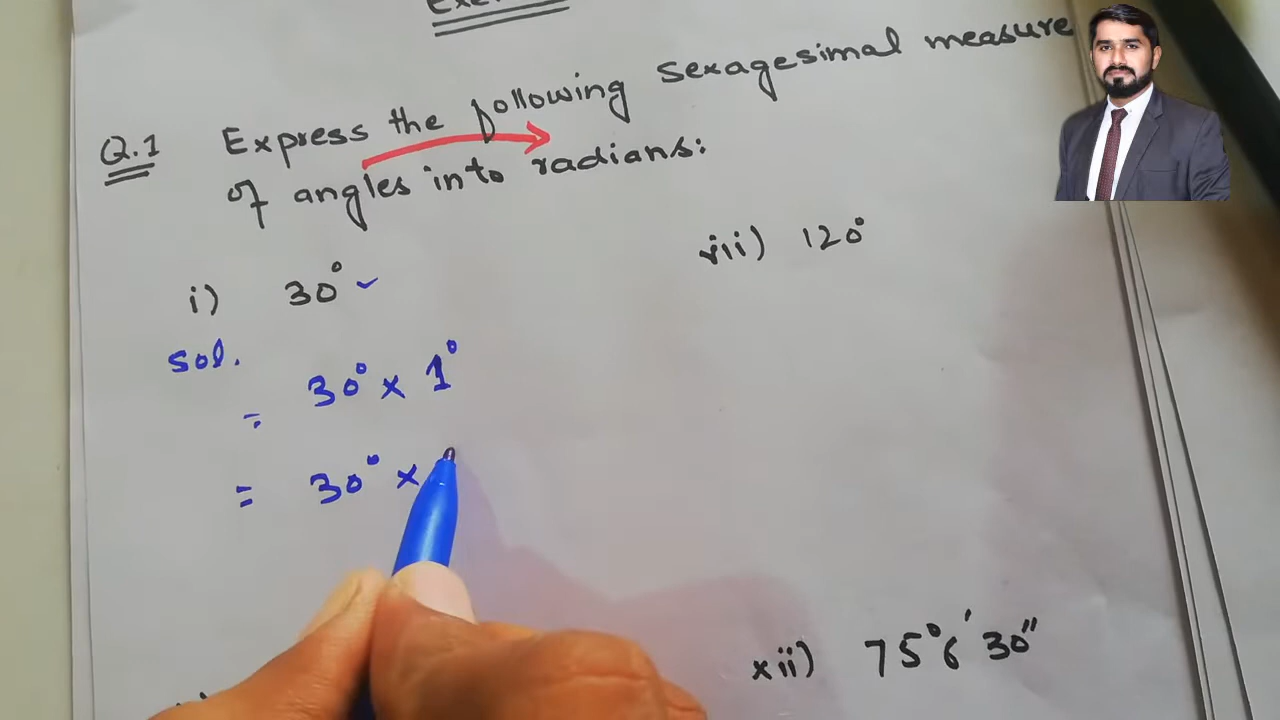 Q.1 Express the following sexagesimal measure
of angles into radians:
i) 30°
viii) 120°
Sol.
= 30° × 1°
= 30° ×
xii) 75° 6' 30"